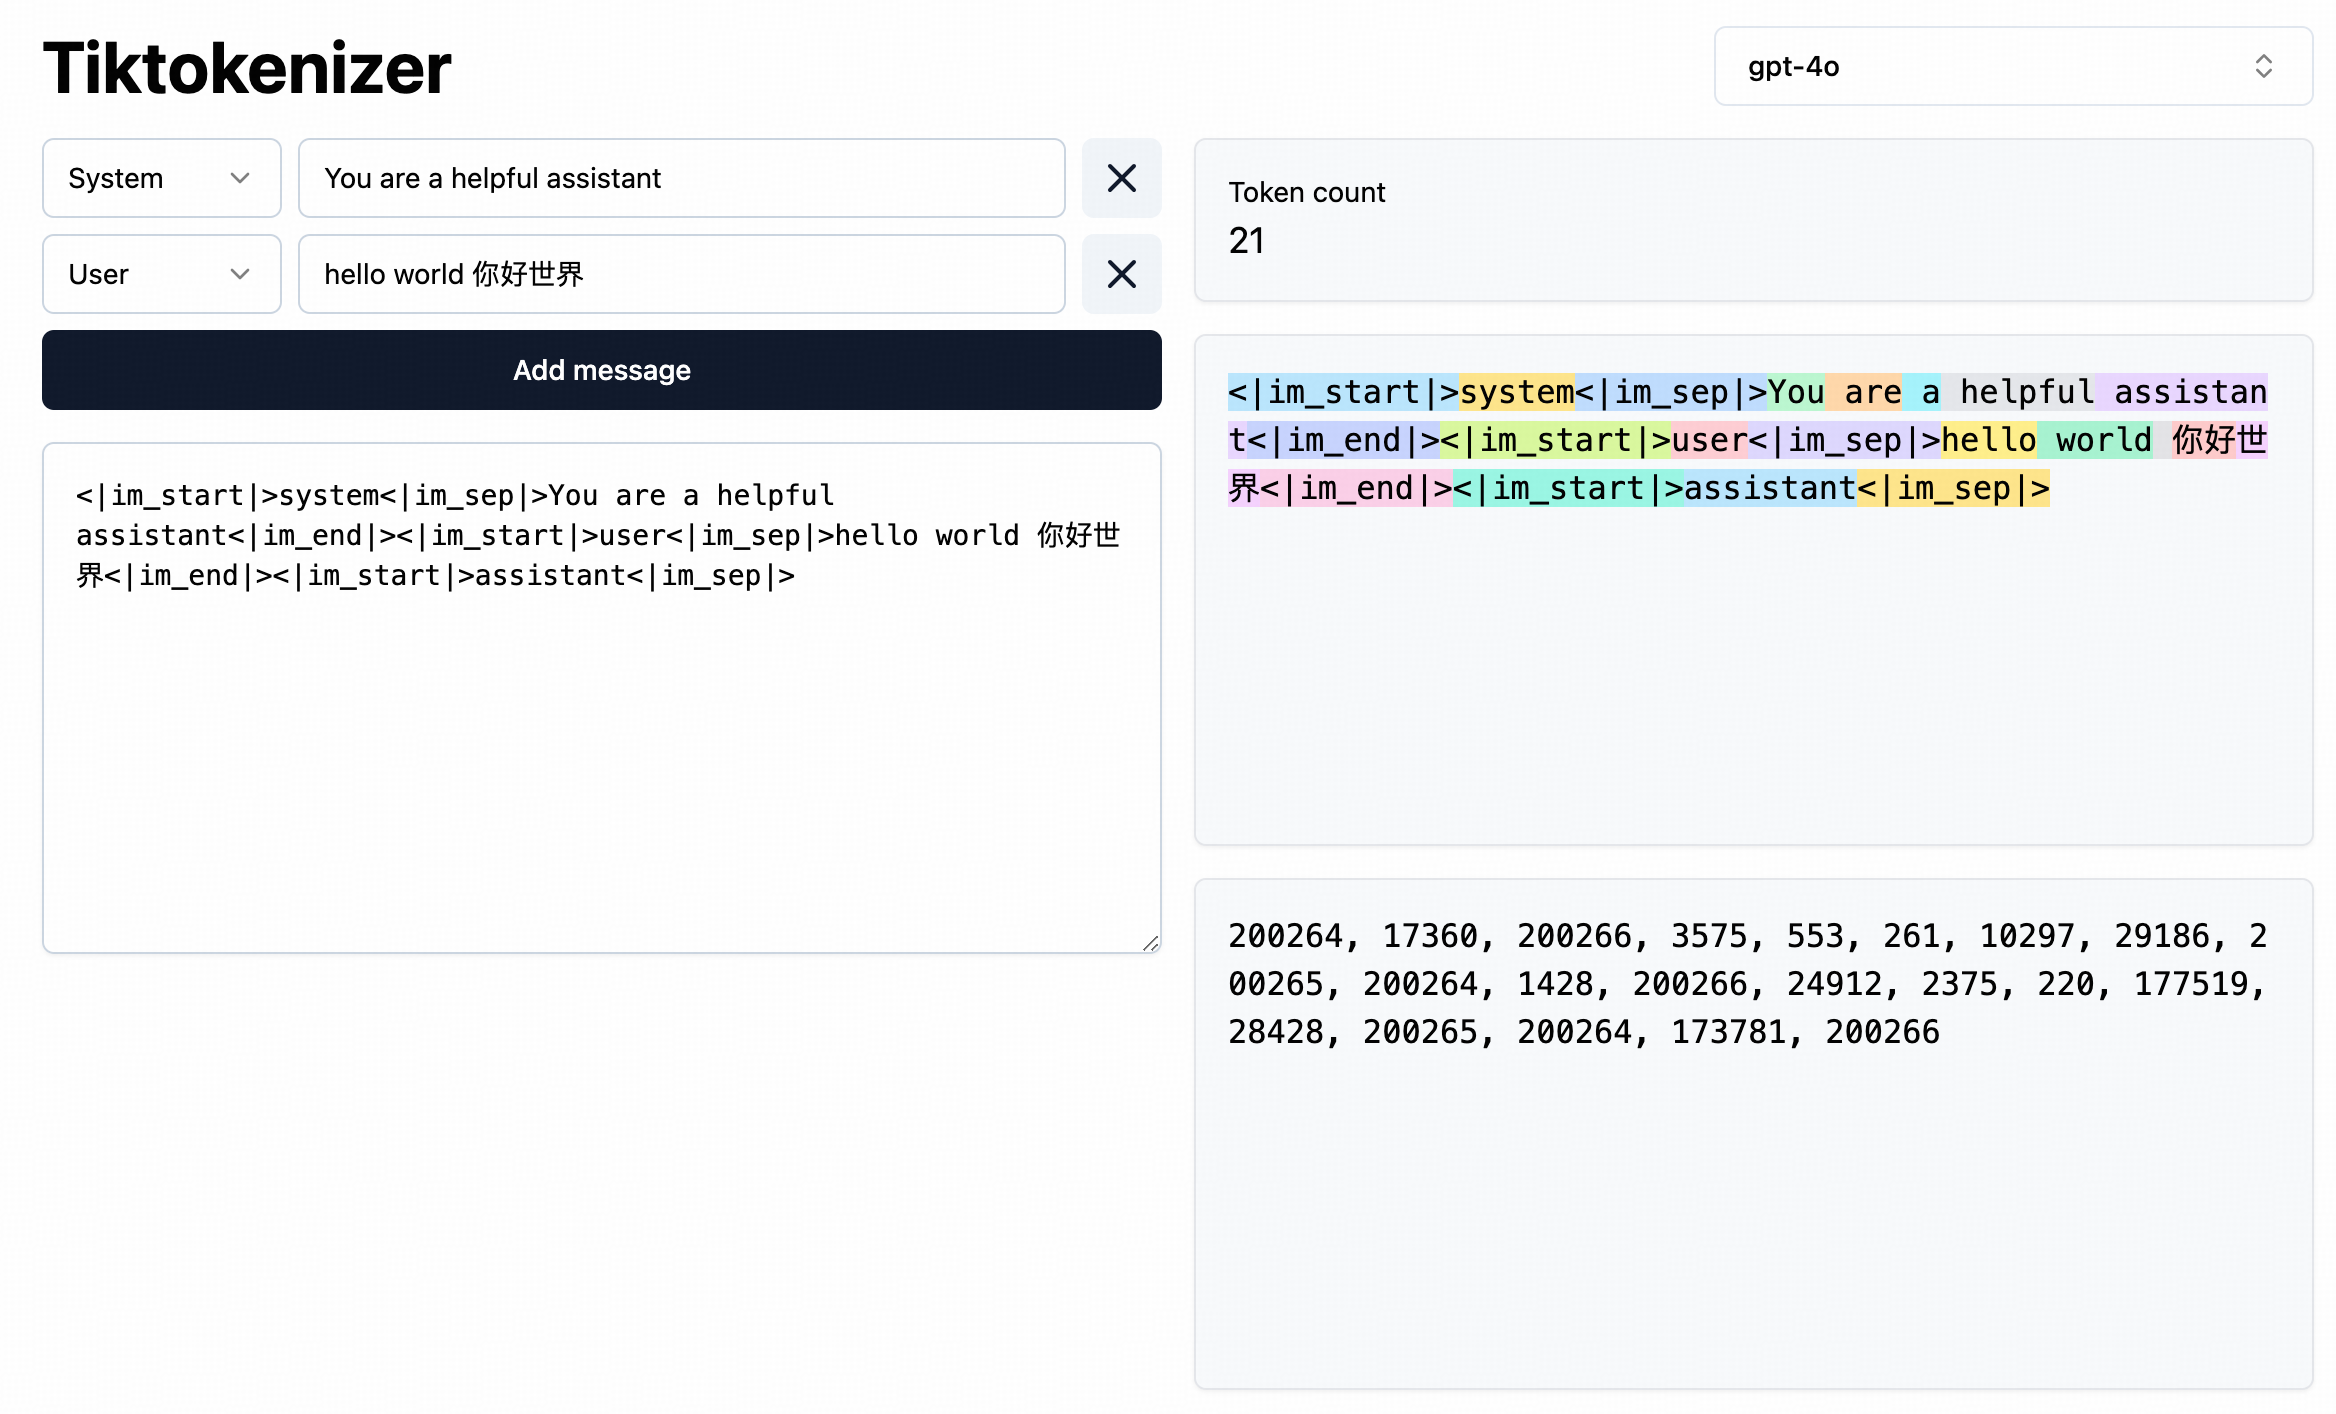 Tiktokenizer
gpt-4o
System
You are a helpful assistant
User
hello world 你好世界
Add message
<|im_start|>system<|im_sep|>You are a helpful
assistant<|im_end|><|im_start|>user<|im_sep|>hello world 你好世
界<|im_end|><|im_start|>assistant<|im_sep|>
Token count
21
<|im_start|>system<|im_sep|>You are a helpful assistan
t<|im_end|><|im_start|>user<|im_sep|>hello world 你好世
界<|im_end|><|im_start|>assistant<|im_sep|>
200264, 17360, 200266, 3575, 553, 261, 10297, 29186, 2
00265, 200264, 1428, 200266, 24912, 2375, 220, 177519,
28428, 200265, 200264, 173781, 200266